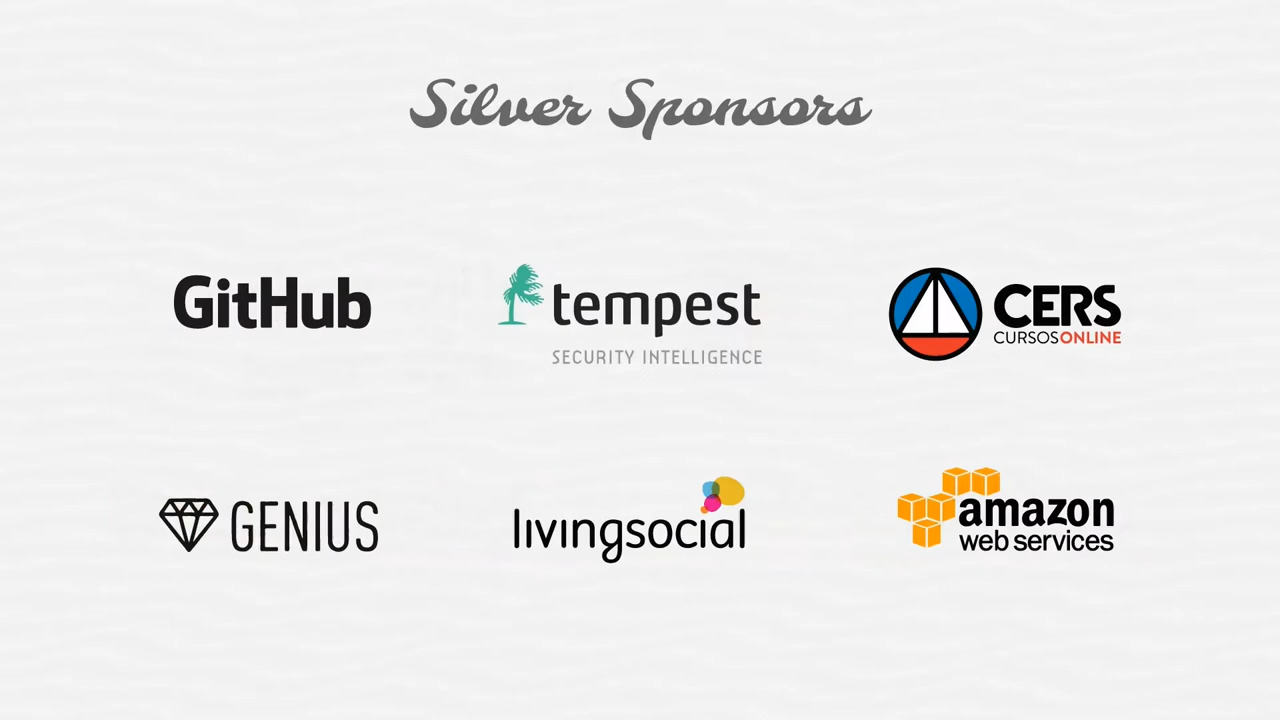 Silver Sponsors
GitHub
tempest
SECURITY INTELLIGENCE
CERS
CURSOSONLINE
GENIUS
livingsocial
amazon
web services